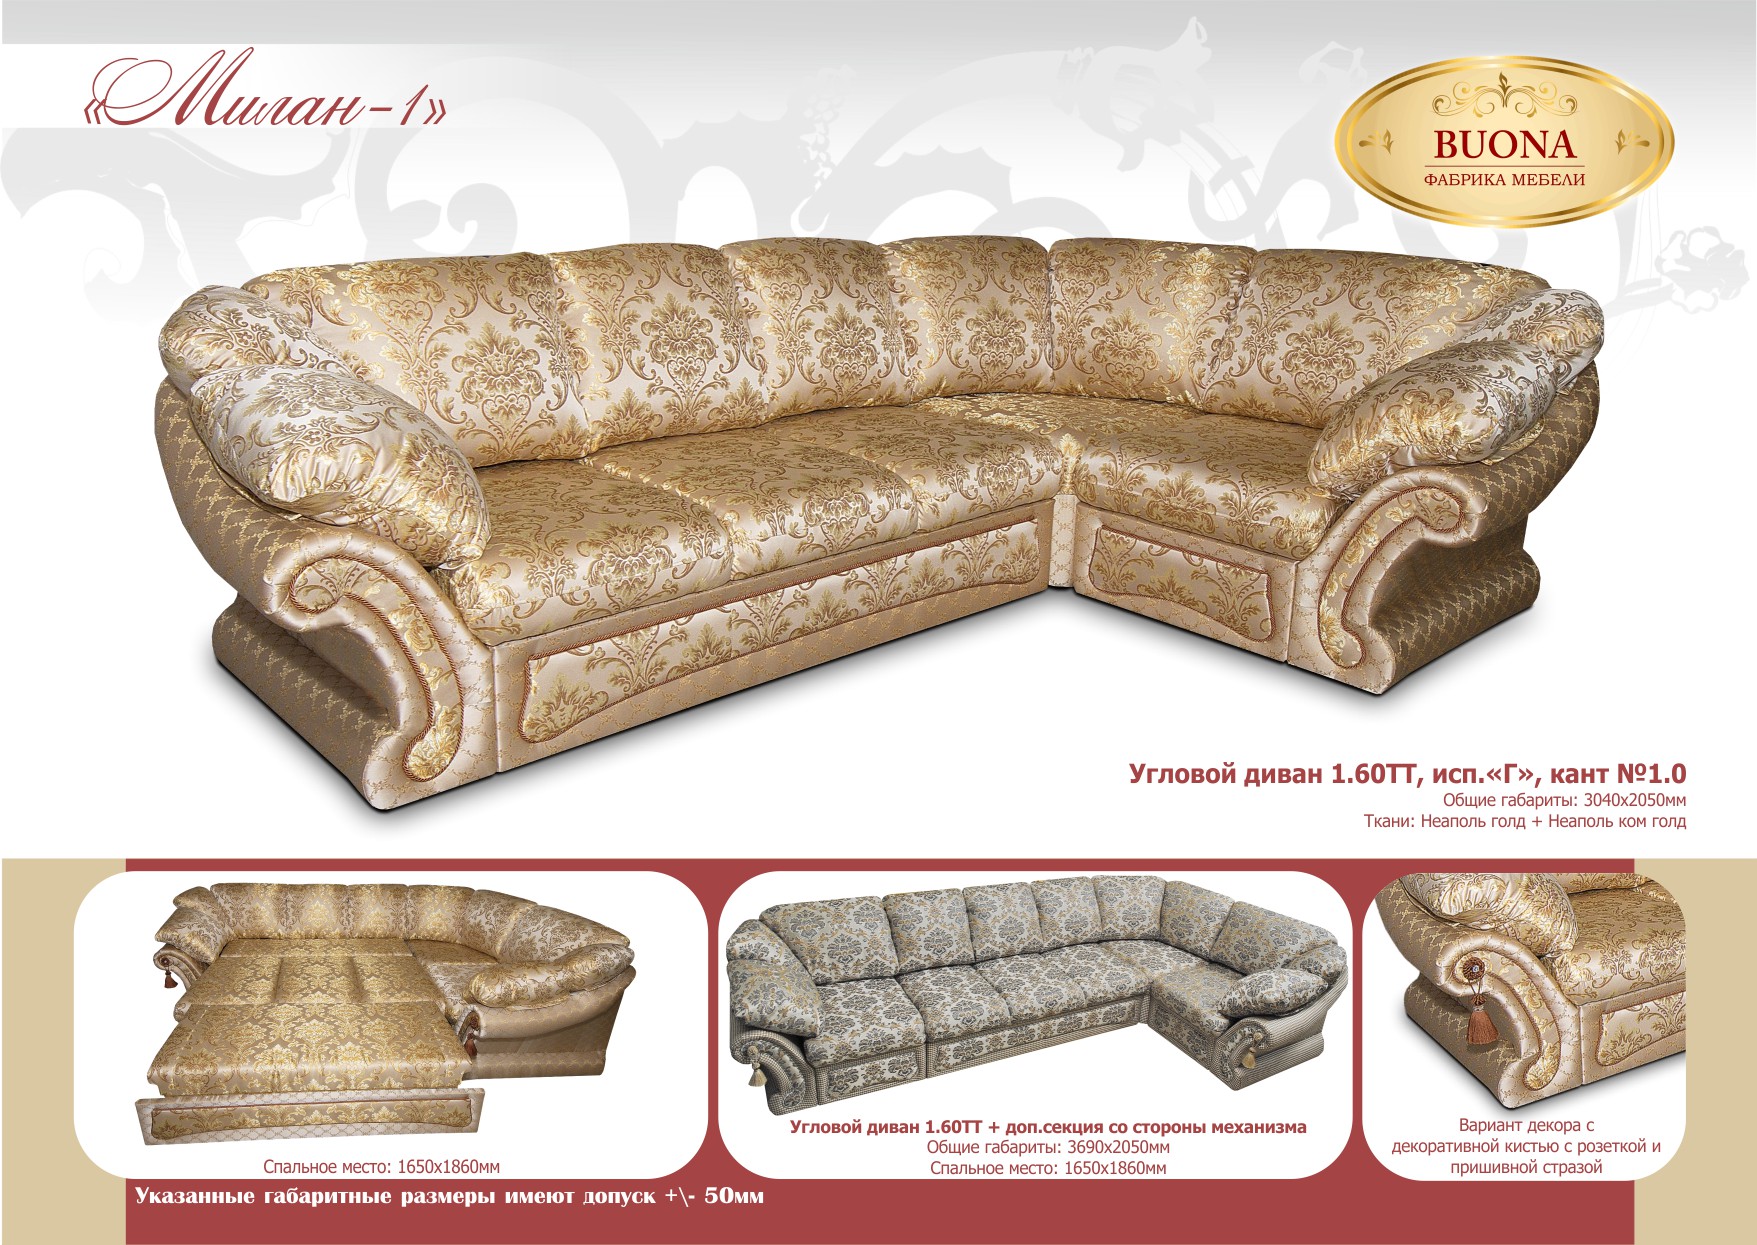 «Милан-1»
BUONA
ФАБРИКА МЕБЕЛИ
Угловой диван 1.60ТТ, исп.«Г», кант №1.0
Общие габариты: 3040х2050мм
Ткани: Неаполь голд + Неаполь ком голд
Спальное место: 1650х1860мм
Угловой диван 1.60ТТ + доп.секция со стороны механизма
Общие габариты: 3690х2050мм
Спальное место: 1650х1860мм
Вариант декора с
декоративной кистью с розеткой и
пришивной стразой
Указанные габаритные размеры имеют допуск +\- 50мм